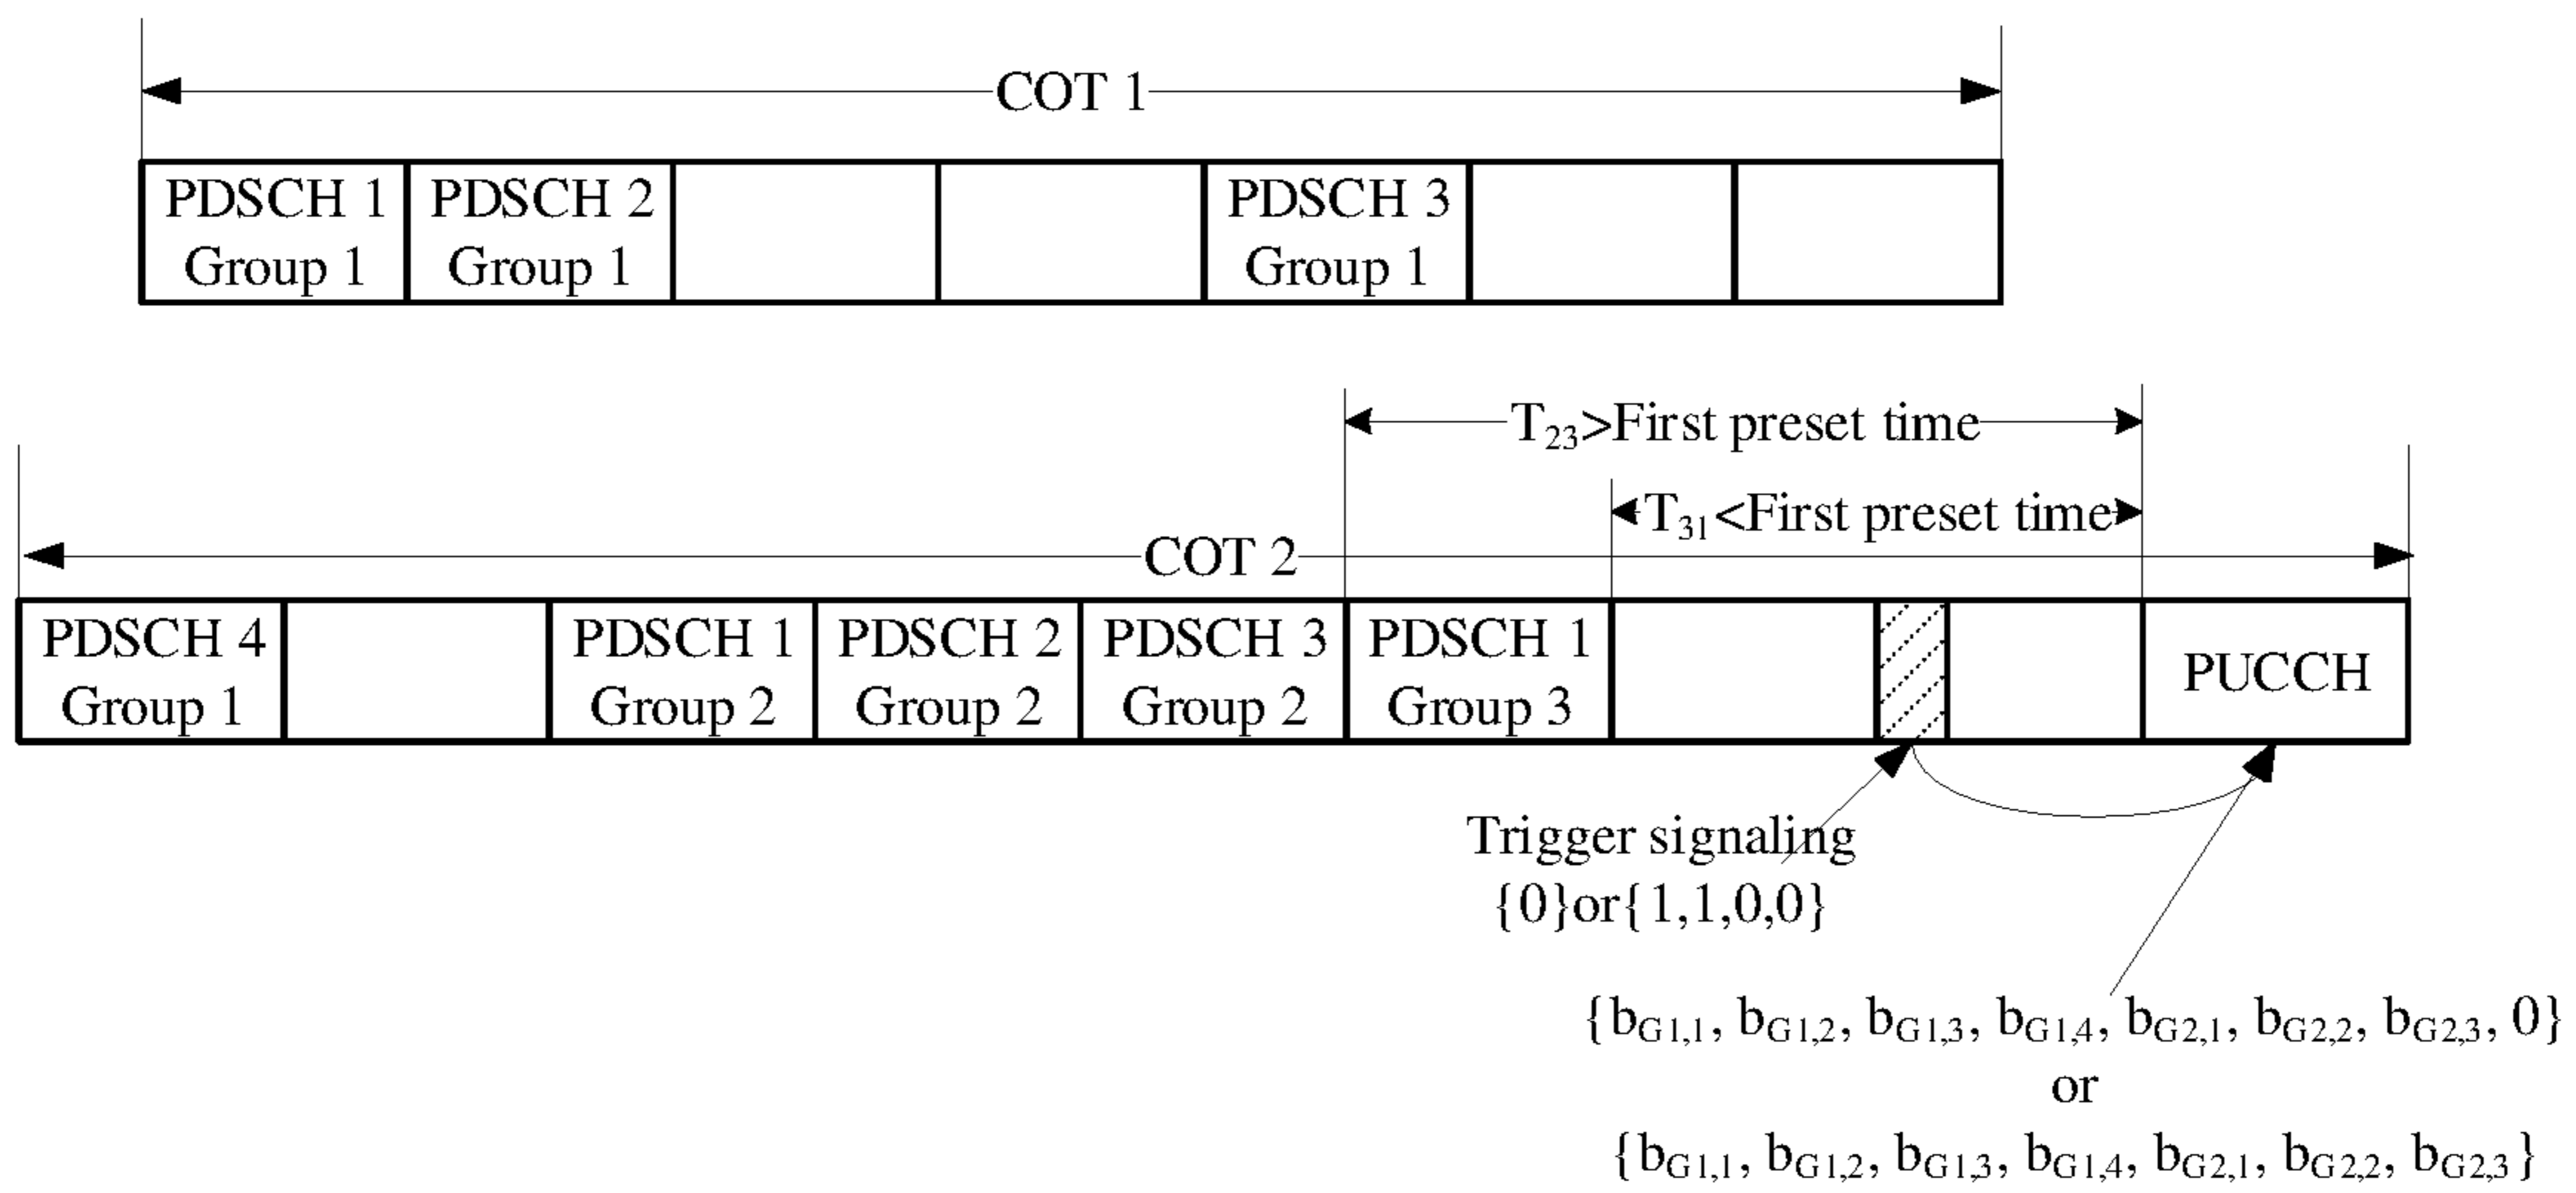 COT 1
PDSCH 1
Group 1
PDSCH 2
Group 1
PDSCH 3
Group 1
T23>First preset time
T31<First preset time
COT 2
PDSCH 4
Group 1
PDSCH 1
Group 2
PDSCH 2
Group 2
PDSCH 3
Group 2
PDSCH 1
Group 3
PUCCH
Trigger signaling
{0}or{1,1,0,0}
{bG1,1, bG1,2, bG1,3, bG1,4, bG2,1, bG2,2, bG2,3, 0}
or
{bG1,1, bG1,2, bG1,3, bG1,4, bG2,1, bG2,2, bG2,3}